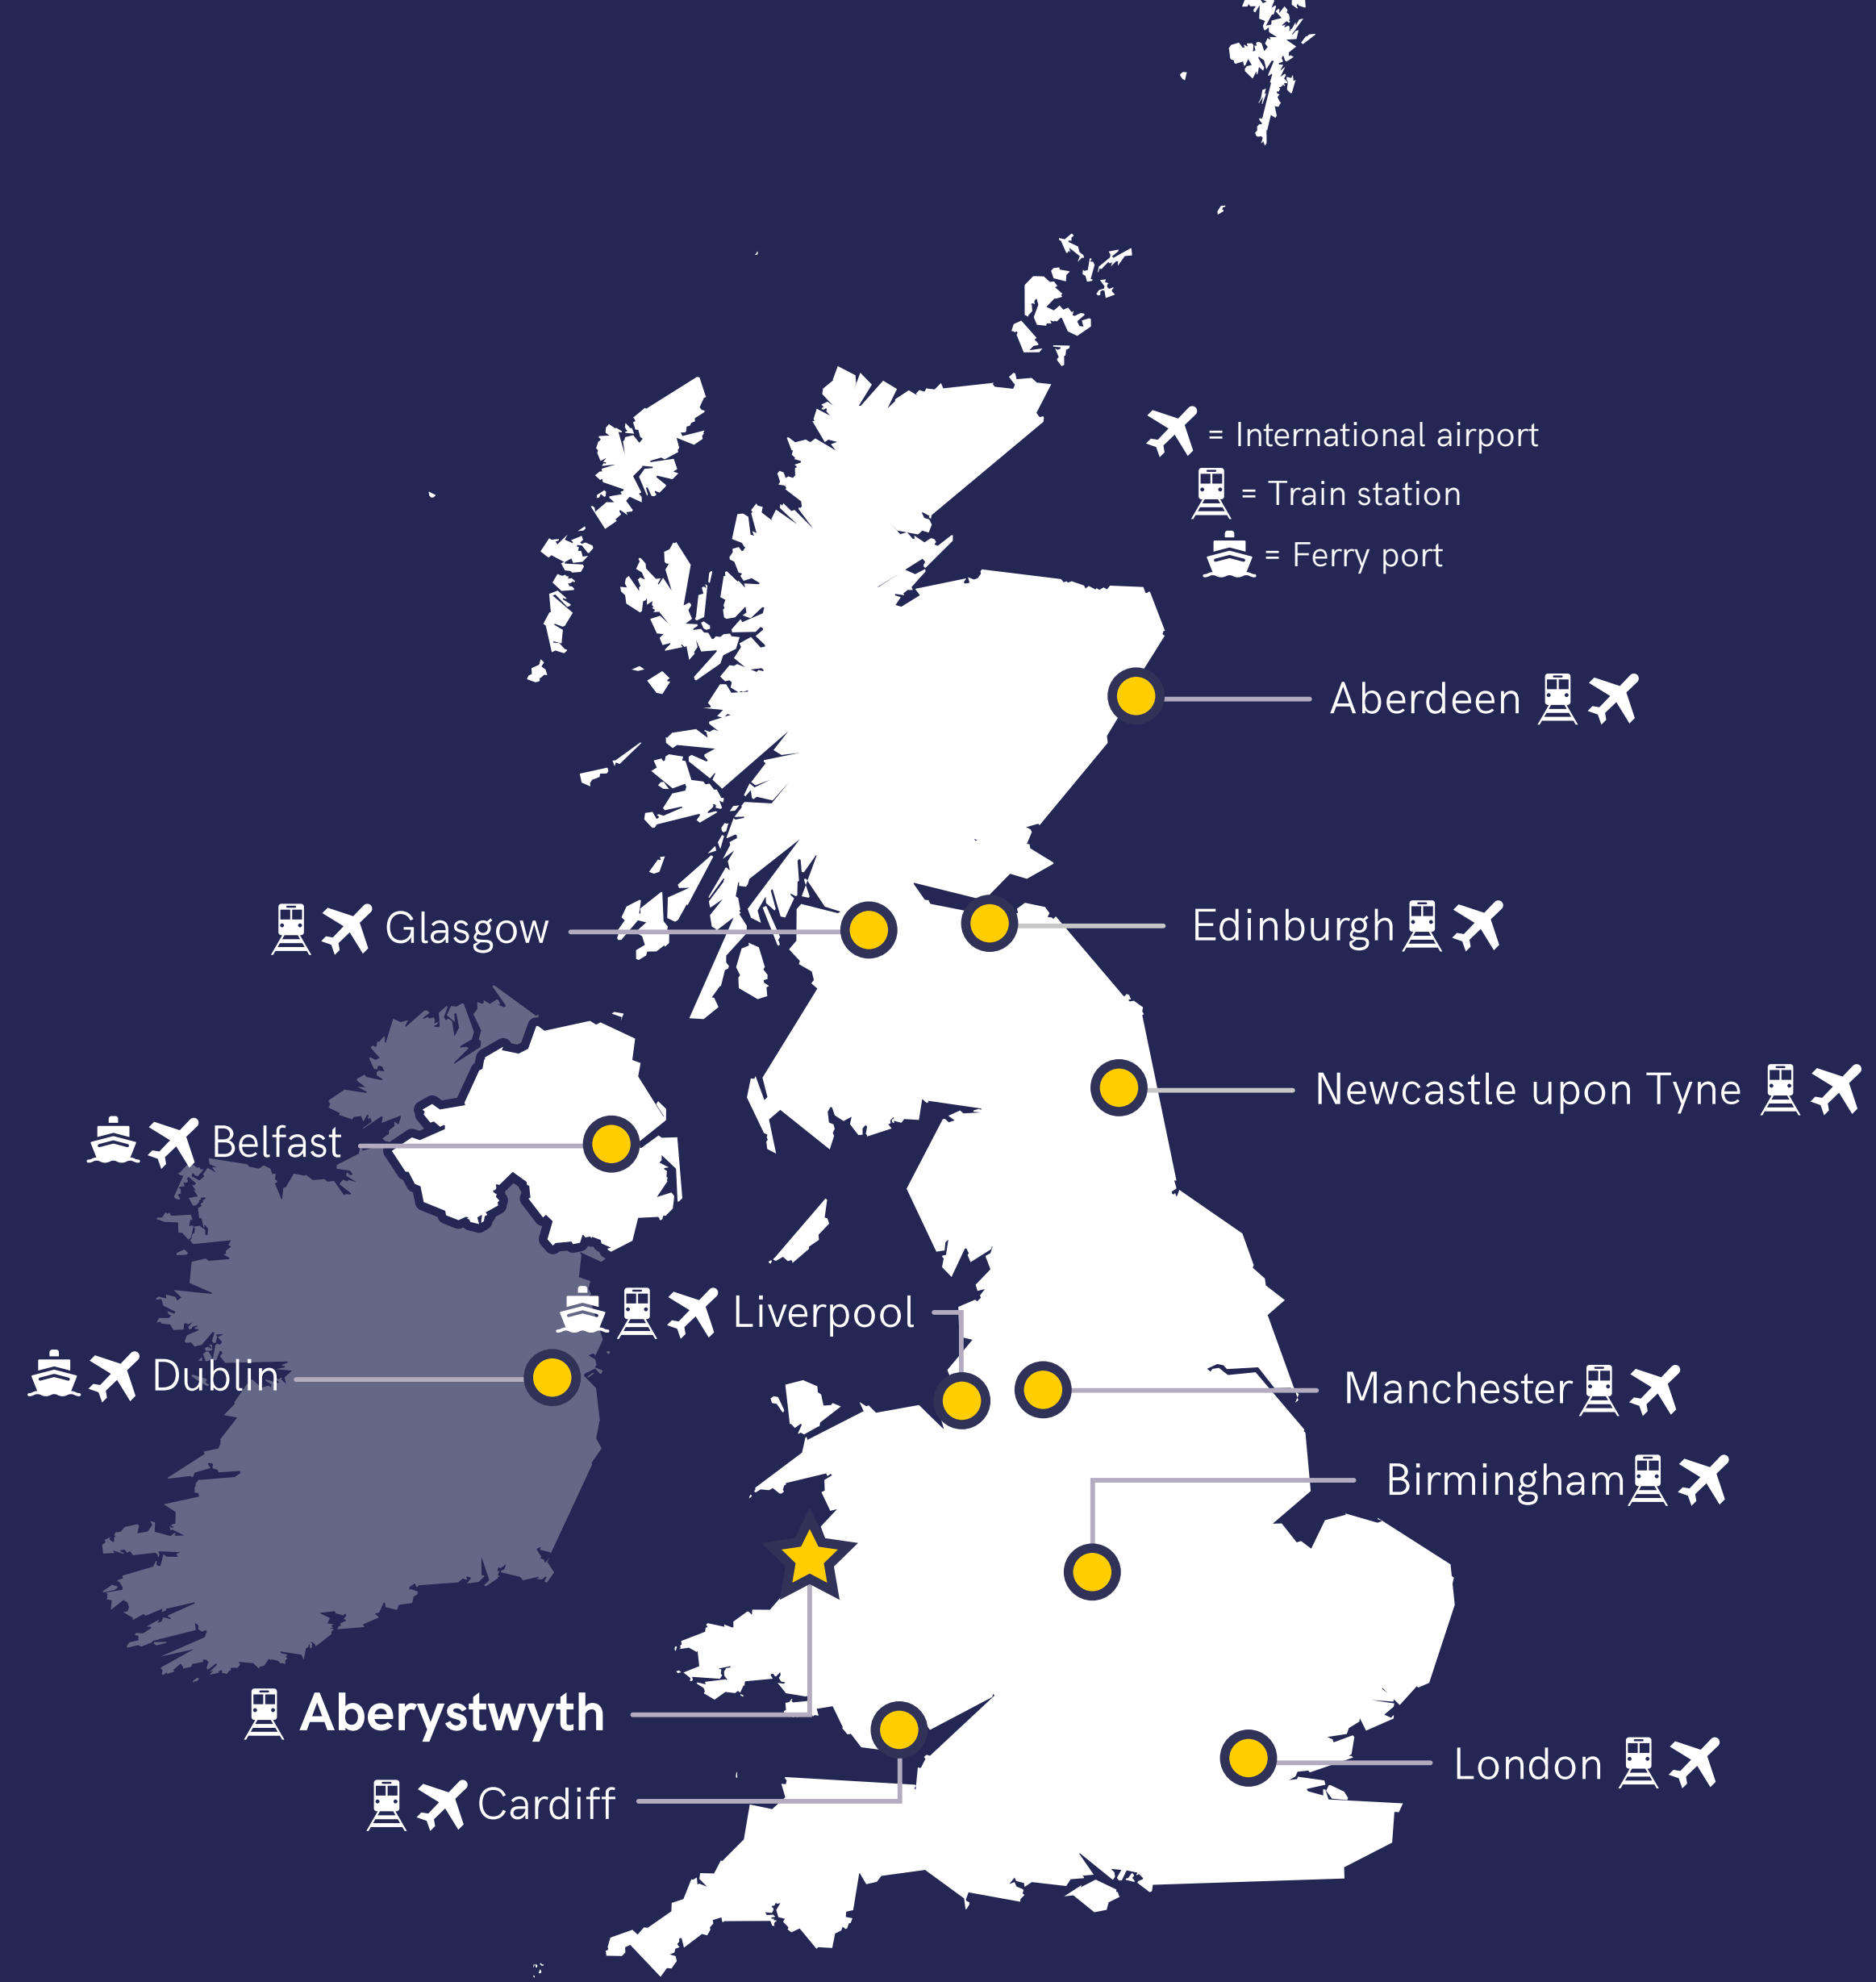 = International airport
= Train station
= Ferry port
Aberdeen
Glasgow
Edinburgh
Newcastle upon Tyne
Belfast
Liverpool
Dublin
Manchester
Birmingham
Aberystwyth
London
Cardiff